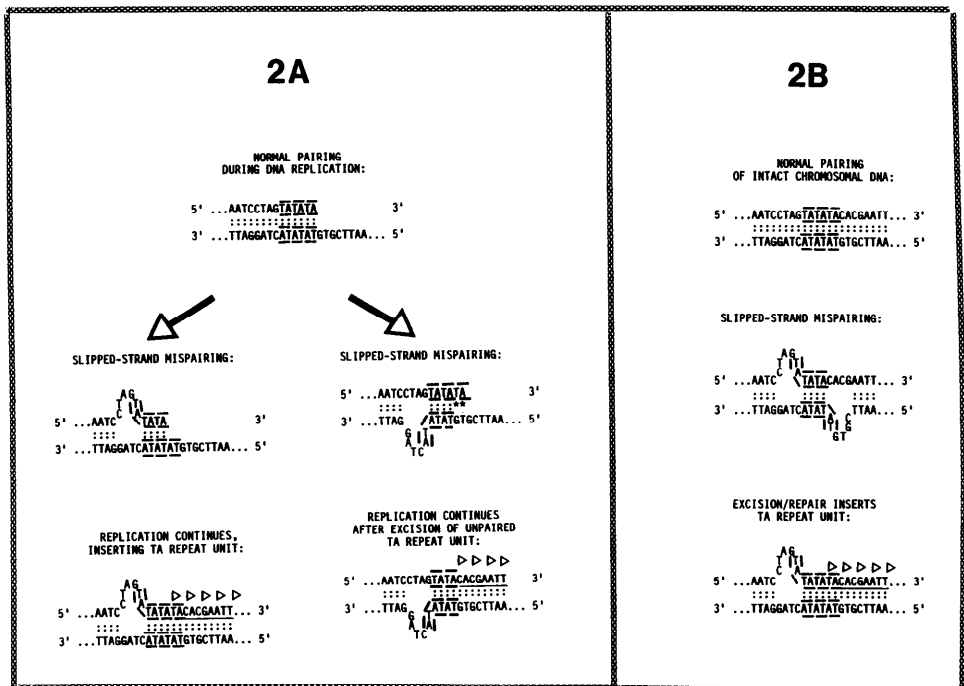 2A
NORMAL PAIRING
DURING DNA REPLICATION:
5' ...AATCCTAGTATATA 3'
3' ...TTAGGATCATATATGTGCTTAA... 5'
SLIPPED-STRAND MISPAIRING:
5' ...AATC
C
T
A
G
TATA 3'
3' ...TTAGGATCATATATGTGCTTAA... 5'
SLIPPED-STRAND MISPAIRING:
5' ...AATCCTAGTATATA 3'
**
3' ...TTAG ATATGTGCTTAA... 5'
G
A
T
C
REPLICATION CONTINUES,
INSERTING TA REPEAT UNIT:
5' ...AATC
C
T
A
G
TATATACACGAATT... 3'
3' ...TTAGGATCATATATGTGCTTAA... 5'
REPLICATION CONTINUES
AFTER EXCISION OF UNPAIRED
TA REPEAT UNIT:
5' ...AATCCTAGTATACACGAATT 3'
3' ...TTAG ATATGTGCTTAA... 5'
G
A
T
C
2B
NORMAL PAIRING
OF INTACT CHROMOSOMAL DNA:
5' ...AATCCTAGTATATACACGAATT... 3'
3' ...TTAGGATCATATATGTGCTTAA... 5'
SLIPPED-STRAND MISPAIRING:
5' ...AATC
C
T
A
G
TATACACGAATT... 3'
3' ...TTAGGATCATAT TTAA... 5'
G
T
G
C
EXCISION/REPAIR INSERTS
TA REPEAT UNIT:
5' ...AATC
C
T
A
G
TATATACACGAATT... 3'
3' ...TTAGGATCATATATGTGCTTAA... 5'